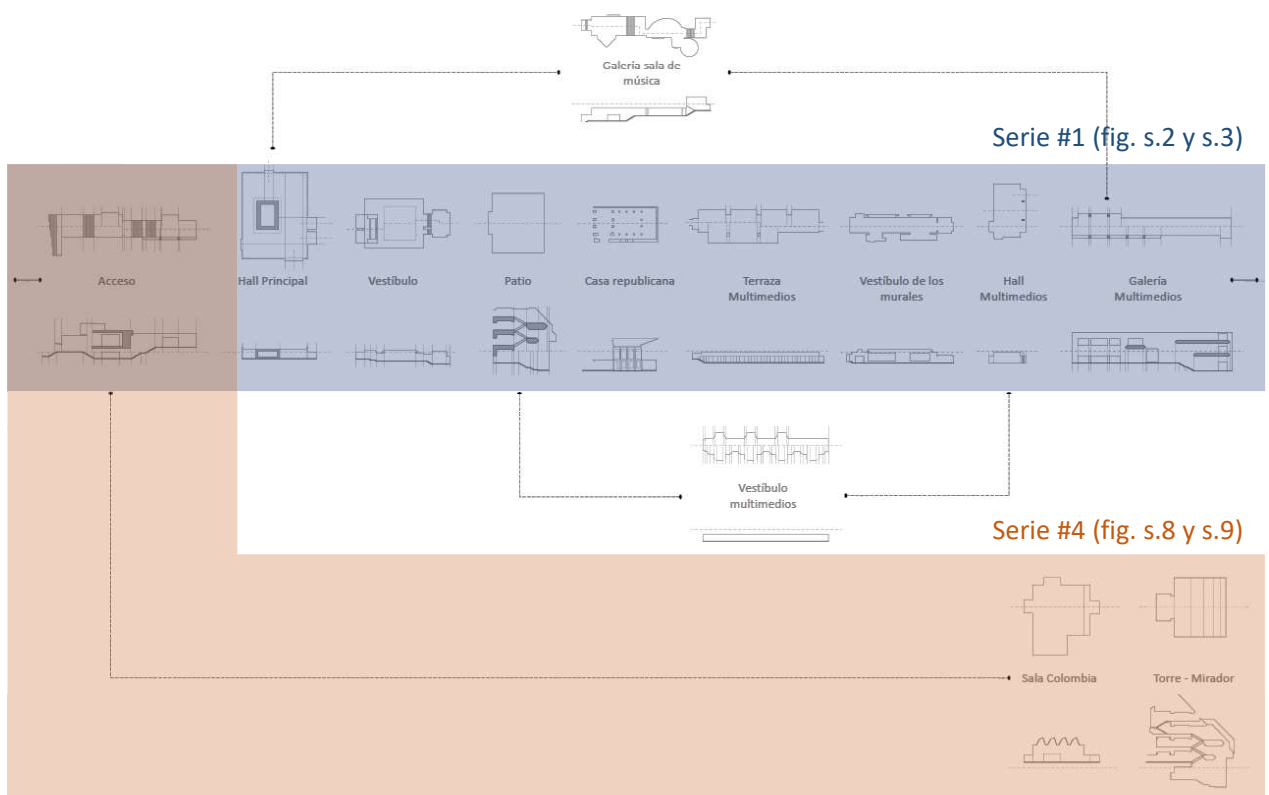 Galería sala de
música
Serie #1 (fig. s.2 y s.3)
Acceso
Hall Principal
Vestíbulo
Patio
Casa republicana
Terraza
Multimedios
Vestíbulo de los
murales
Hall
Multimedios
Galería
Multimedios
Vestíbulo
multimedios
Serie #4 (fig. s.8 y s.9)
Sala Colombia
Torre - Mirador